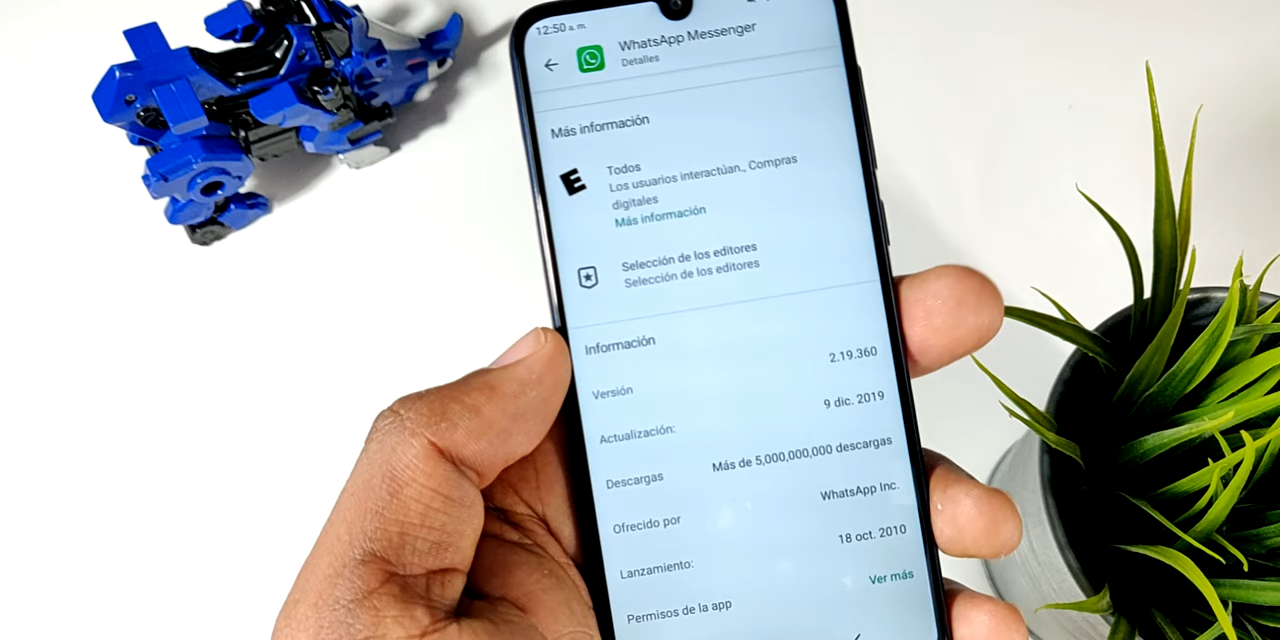 12:50 a. m.
WhatsApp Messenger
Detalles
Más información
E
Todos
Los usuarios interactúan., Compras
digitales
Más información
Selección de los editores
Selección de los editores
Información
Versión 2.19.360
Actualización: 9 dic. 2019
Descargas Más de 5,000,000,000 descargas
Ofrecido por WhatsApp Inc.
Lanzamiento: 18 oct. 2010
Permisos de la app Ver más